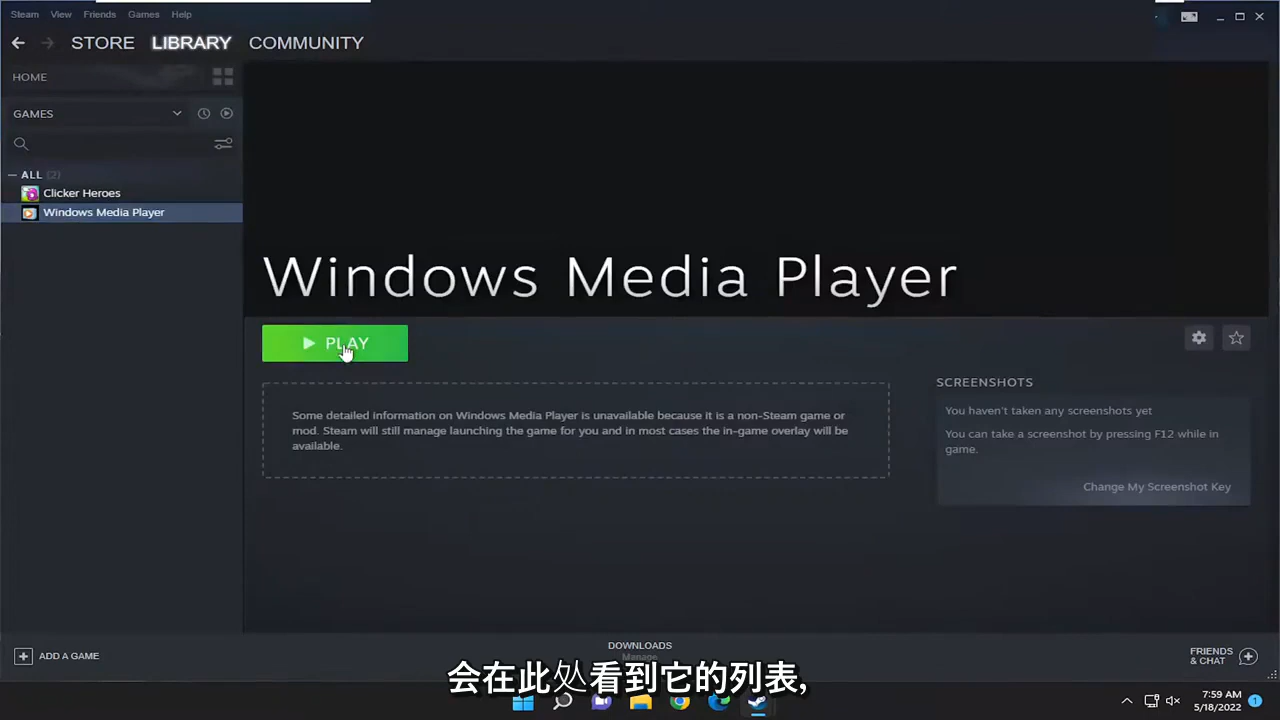 Steam View Friends Games Help
STORE LIBRARY COMMUNITY
HOME
GAMES
ALL (2)
Clicker Heroes
Windows Media Player
Windows Media Player
PLAY
Some detailed information on Windows Media Player is unavailable because it is a non-Steam game or
mod. Steam will still manage launching the game for you and in most cases the in-game overlay will be
available.
SCREENSHOTS
You haven't taken any screenshots yet
You can take a screenshot by pressing F12 while in
game.
Change My Screenshot Key
ADD A GAME
DOWNLOADS
Manage
FRIENDS
& CHAT
会在此处看到它的列表,
7:59 AM
5/18/2022
1